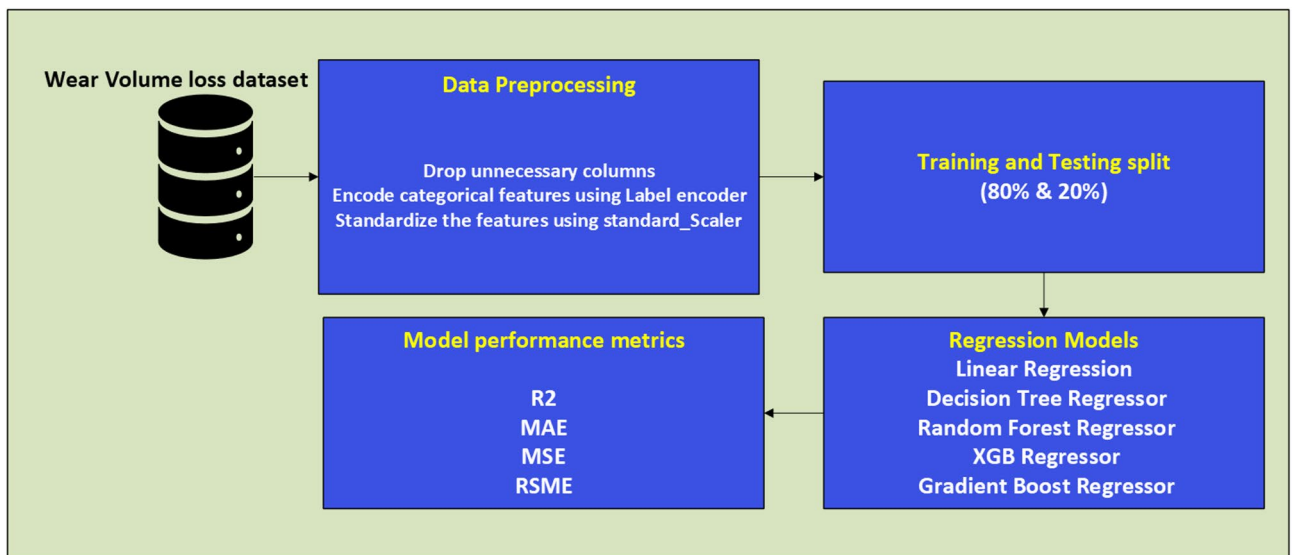 Wear Volume loss dataset
Data Preprocessing
Drop unnecessary columns
Encode categorical features using Label encoder
Standardize the features using standard_Scaler
Training and Testing split
(80% & 20%)
Regression Models
Linear Regression
Decision Tree Regressor
Random Forest Regressor
XGB Regressor
Gradient Boost Regressor
Model performance metrics
R2
MAE
MSE
RSME